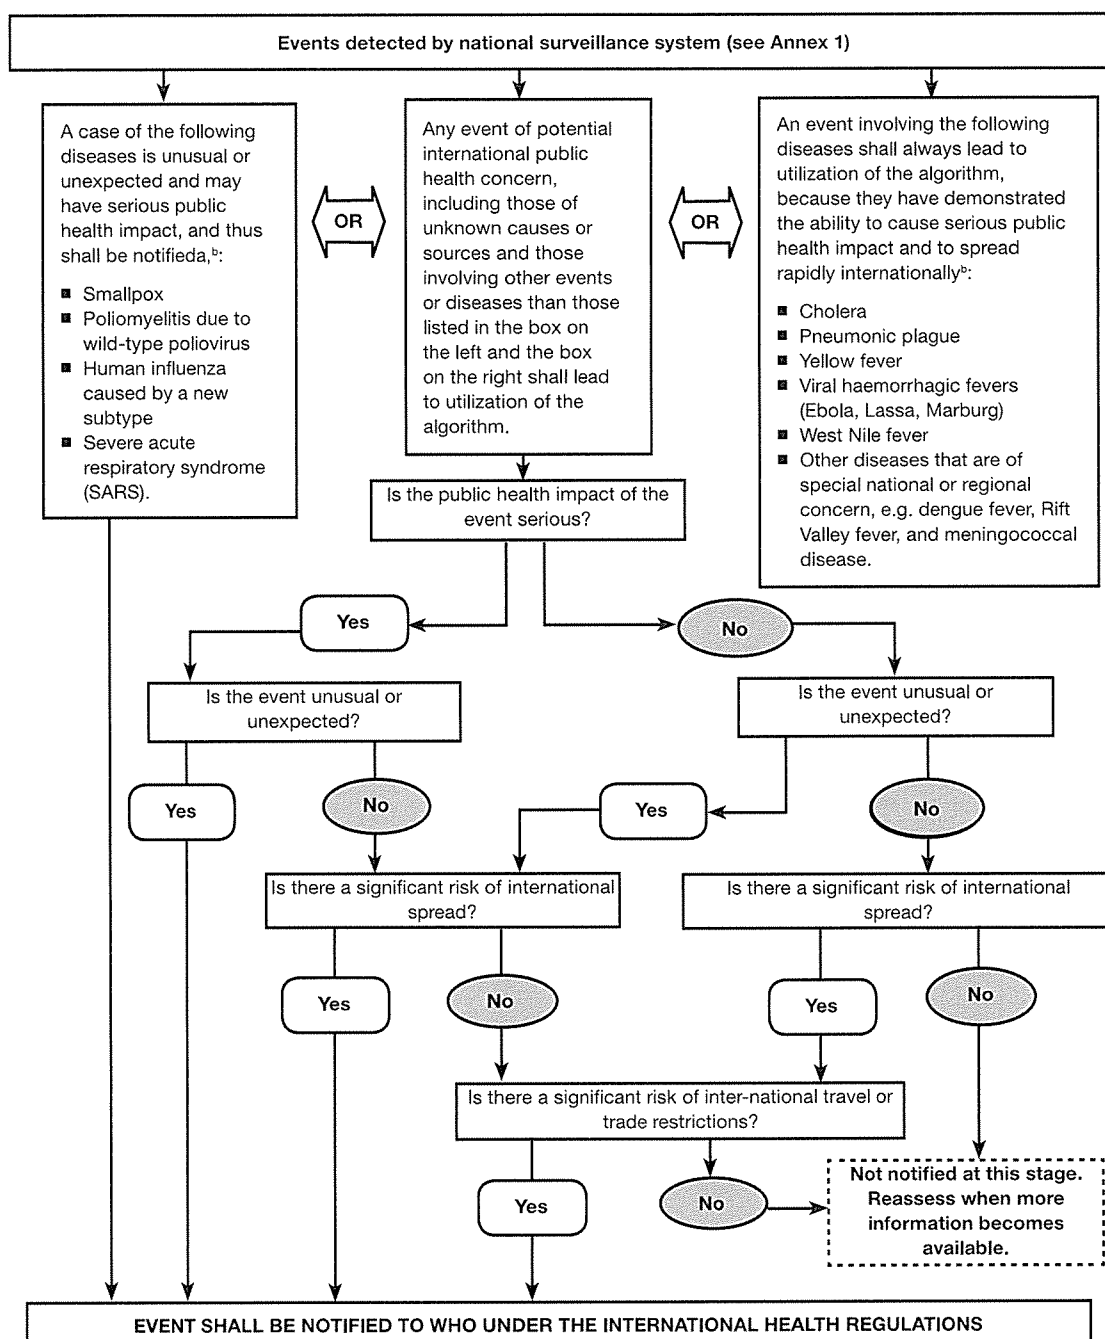 Events detected by national surveillance system (see Annex 1)
A case of the following
diseases is unusual or
unexpected and may
have serious public
health impact, and thus
shall be notifieda,ᵇ:
■ Smallpox
■ Poliomyelitis due to
wild-type poliovirus
■ Human influenza
caused by a new
subtype
■ Severe acute
respiratory syndrome
(SARS).
OR
Any event of potential
international public
health concern,
including those of
unknown causes or
sources and those
involving other events
or diseases than those
listed in the box on
the left and the box
on the right shall lead
to utilization of the
algorithm.
OR
An event involving the following
diseases shall always lead to
utilization of the algorithm,
because they have demonstrated
the ability to cause serious public
health impact and to spread
rapidly internationallyᵇ:
■ Cholera
■ Pneumonic plague
■ Yellow fever
■ Viral haemorrhagic fevers
(Ebola, Lassa, Marburg)
■ West Nile fever
■ Other diseases that are of
special national or regional
concern, e.g. dengue fever, Rift
Valley fever, and meningococcal
disease.
Is the public health impact of the
event serious?
Yes
No
Is the event unusual or
unexpected?
Is the event unusual or
unexpected?
Yes
No
Yes
No
Is there a significant risk of international
spread?
Is there a significant risk of international
spread?
Yes
No
Yes
No
Is there a significant risk of inter-national travel or
trade restrictions?
Yes
No
Not notified at this stage.
Reassess when more
information becomes
available.
EVENT SHALL BE NOTIFIED TO WHO UNDER THE INTERNATIONAL HEALTH REGULATIONS